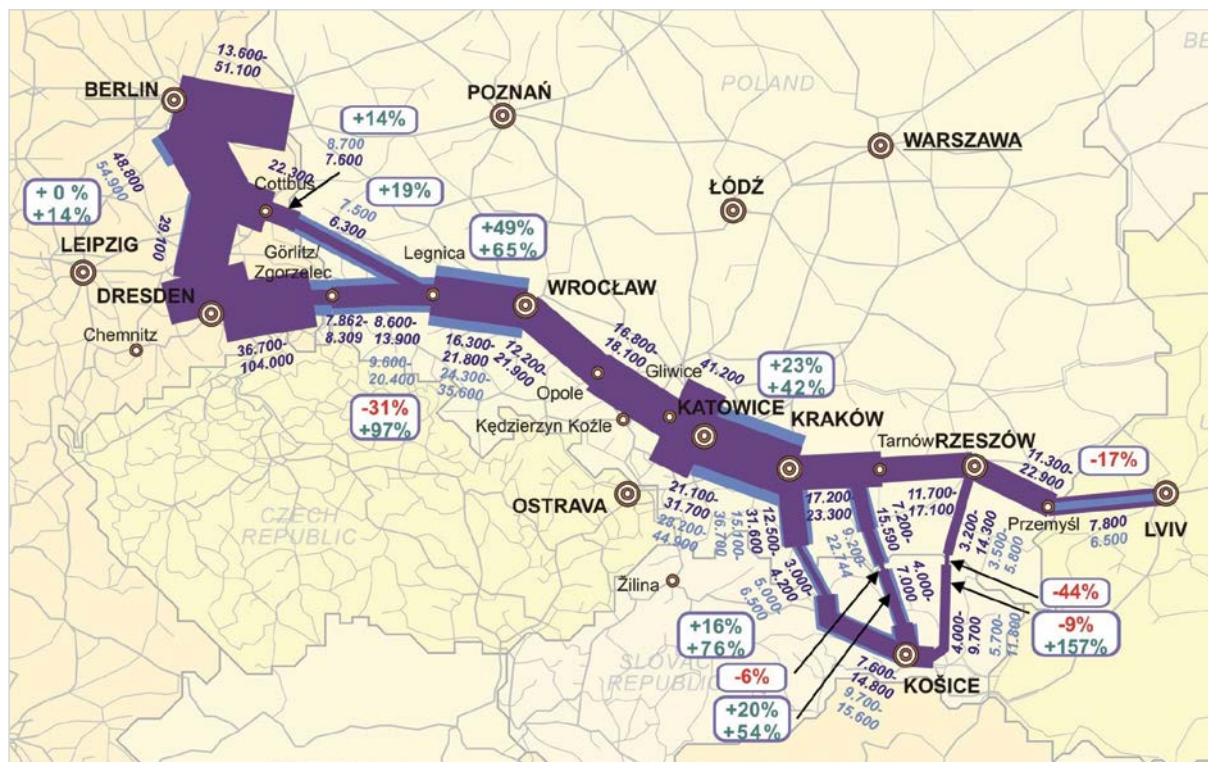 13.600-
51.100
BERLIN
POZNAŃ
POLAND
WARSZAWA
+14%
8.700
7.600
22.300
Cottbus
48.800
54.900
+ 0 %
+14%
29.100
+19%
7.500
6.300
ŁÓDŹ
+49%
+65%
LEIPZIG
Görlitz/
Zgorzelec
Legnica
WROCŁAW
DRESDEN
Chemnitz
36.700-
104.000
7.862-
8.309
8.600-
13.900
9.600-
20.400
16.300-
21.800
24.300-
35.600
12.200-
21.900
-31%
+97%
16.800-
18.100
Opole
Gliwice
41.200
+23%
+42%
Kędzierzyn Koźle
KATOWICE
KRAKÓW
Tarnów
RZESZÓW
11.300-
22.900
-17%
OSTRAVA
CZECH
REPUBLIC
21.100-
31.700
28.200-
44.900
15.100-
36.700
12.500-
31.600
17.200-
23.300
7.200-
15.590
9.200-
22.744
11.700-
17.100
3.200-
14.300
3.500-
5.800
Przemyśl
7.800
6.500
LVIV
Žilina
3.000-
4.200
5.000-
6.500
4.000-
7.000
4.000-
9.700
5.700-
11.800
-44%
-9%
+157%
+16%
+76%
SLOVAC
REPUBLIC
-6%
+20%
+54%
7.600-
14.800
9.700-
15.600
KOŠICE